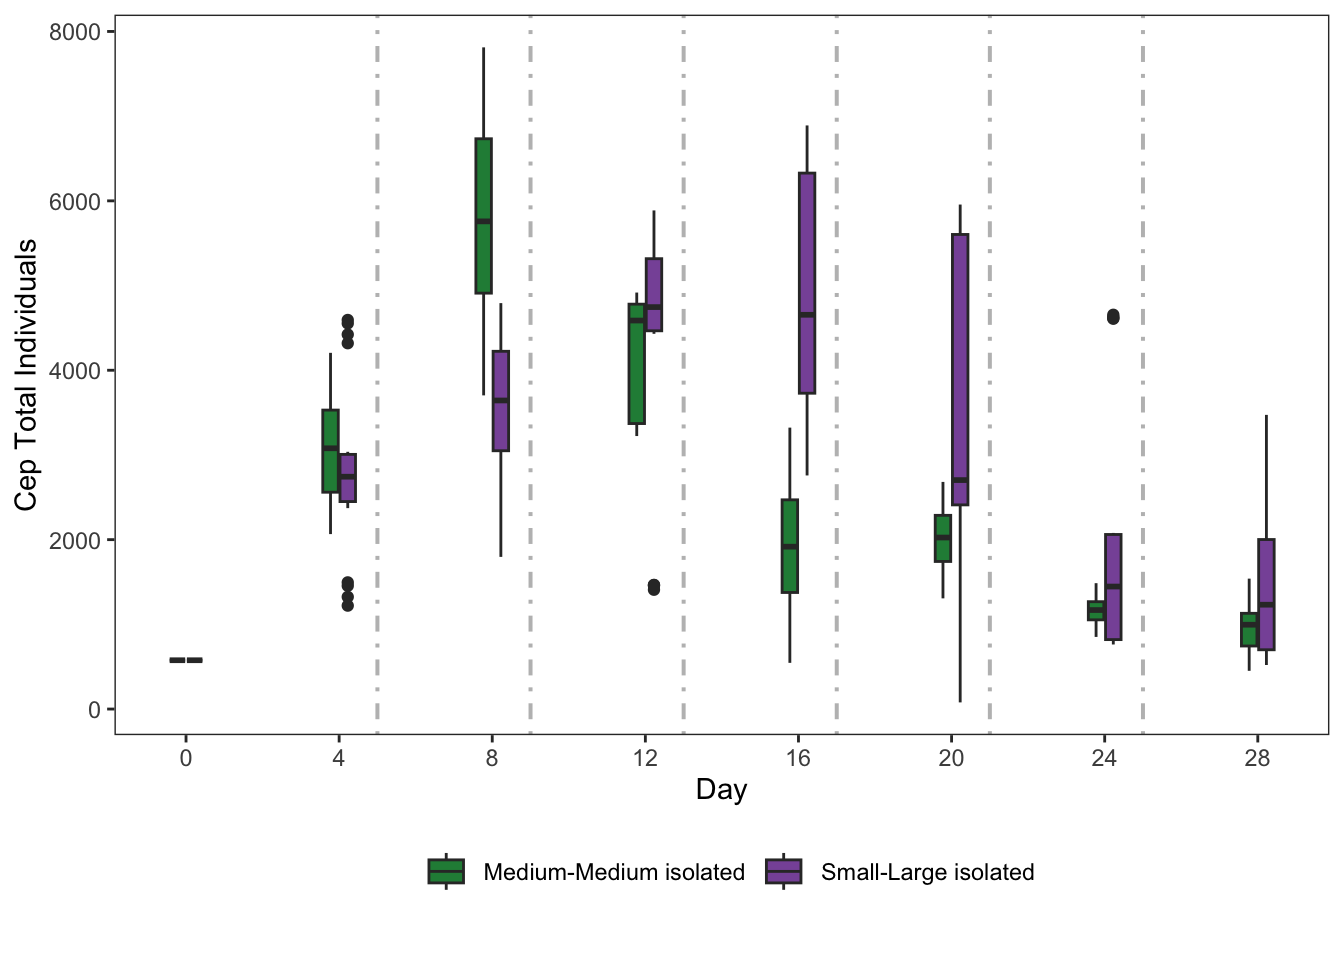 8000
6000
4000
2000
0
Cep Total Individuals
0 4 8 12 16 20 24 28
Day
Medium-Medium isolated Small-Large isolated